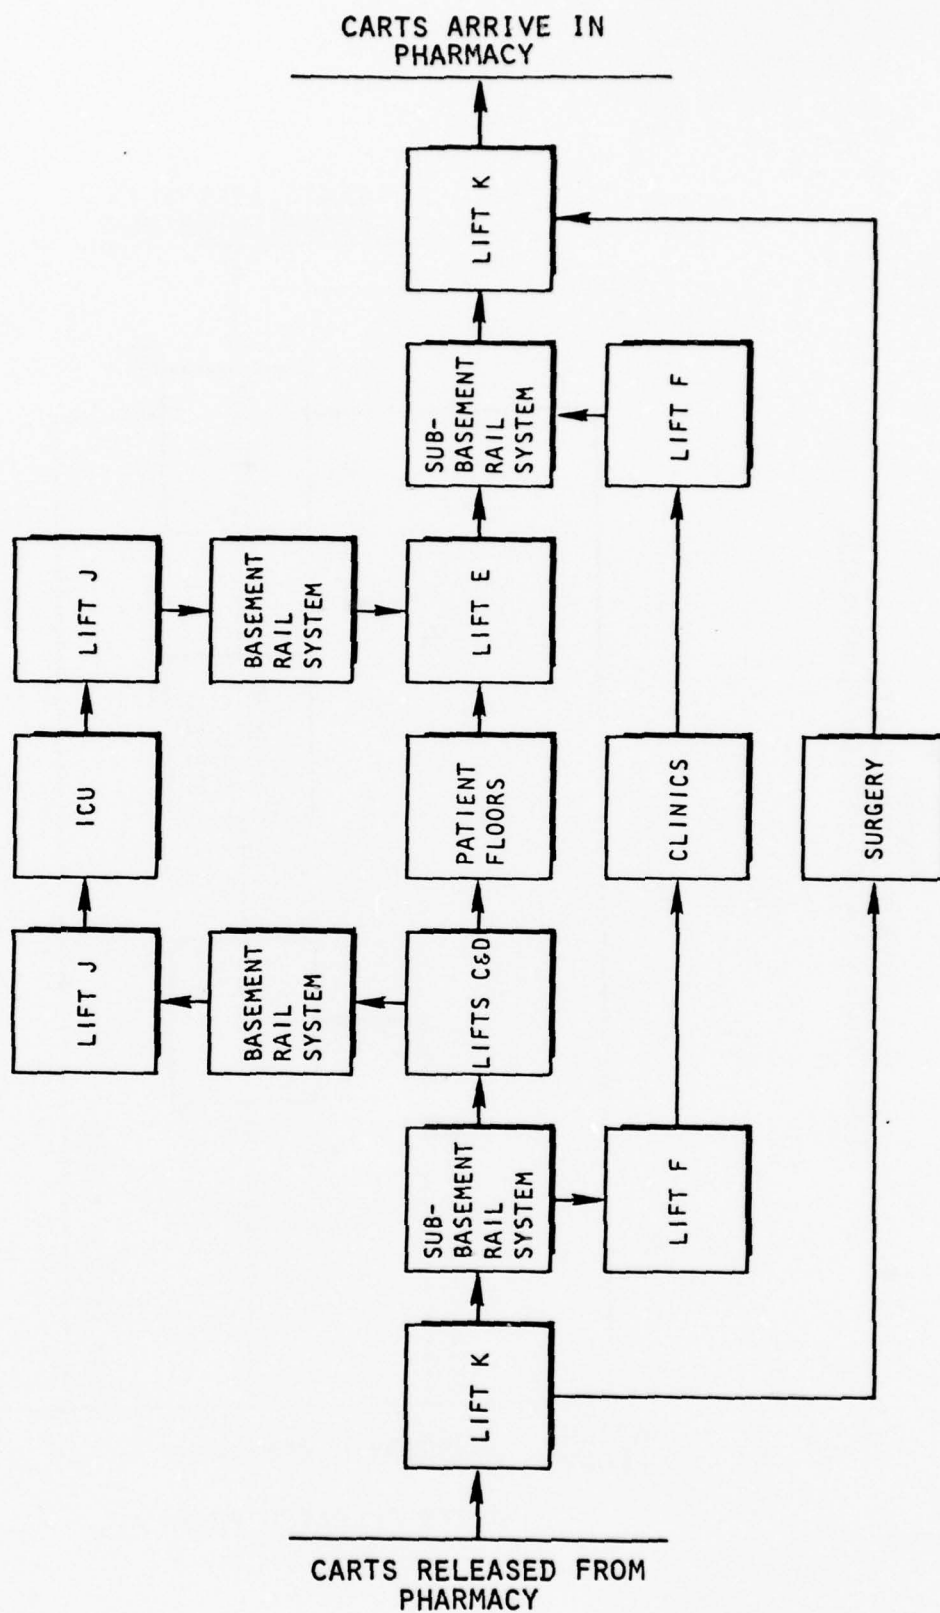 CARTS ARRIVE IN
PHARMACY
LIFT K
SUB-
BASEMENT
RAIL
SYSTEM
LIFT F
LIFT J
BASEMENT
RAIL
SYSTEM
LIFT E
ICU
PATIENT
FLOORS
CLINICS
SURGERY
LIFT J
BASEMENT
RAIL
SYSTEM
LIFTS C&D
SUB-
BASEMENT
RAIL
SYSTEM
LIFT F
LIFT K
CARTS RELEASED FROM
PHARMACY